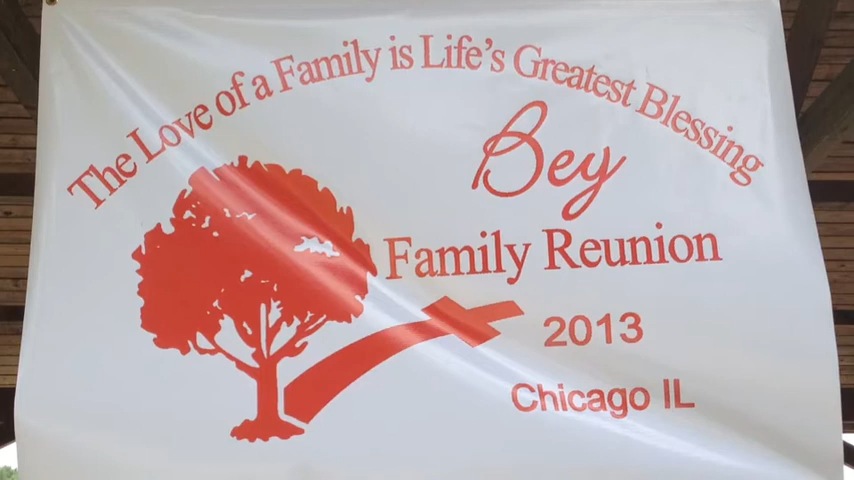 The Love of a Family is Life's Greatest Blessing
Bey
Family Reunion
2013
Chicago IL